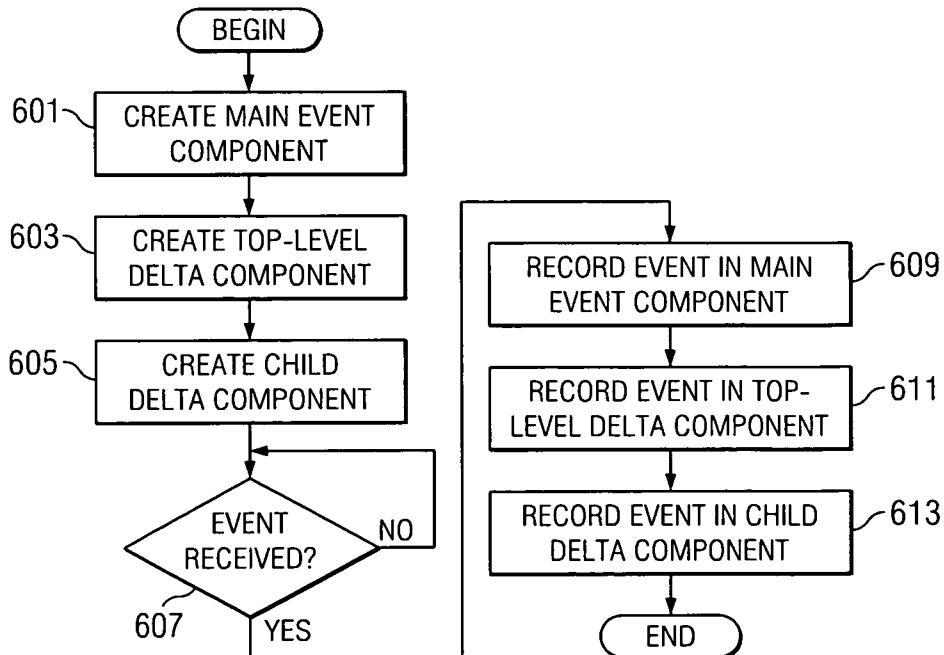 BEGIN
601
CREATE MAIN EVENT
COMPONENT
603
CREATE TOP-LEVEL
DELTA COMPONENT
605
CREATE CHILD
DELTA COMPONENT
EVENT
RECEIVED?
NO
607
YES
RECORD EVENT IN MAIN
EVENT COMPONENT
609
RECORD EVENT IN TOP-
LEVEL DELTA COMPONENT
611
RECORD EVENT IN CHILD
DELTA COMPONENT
613
END